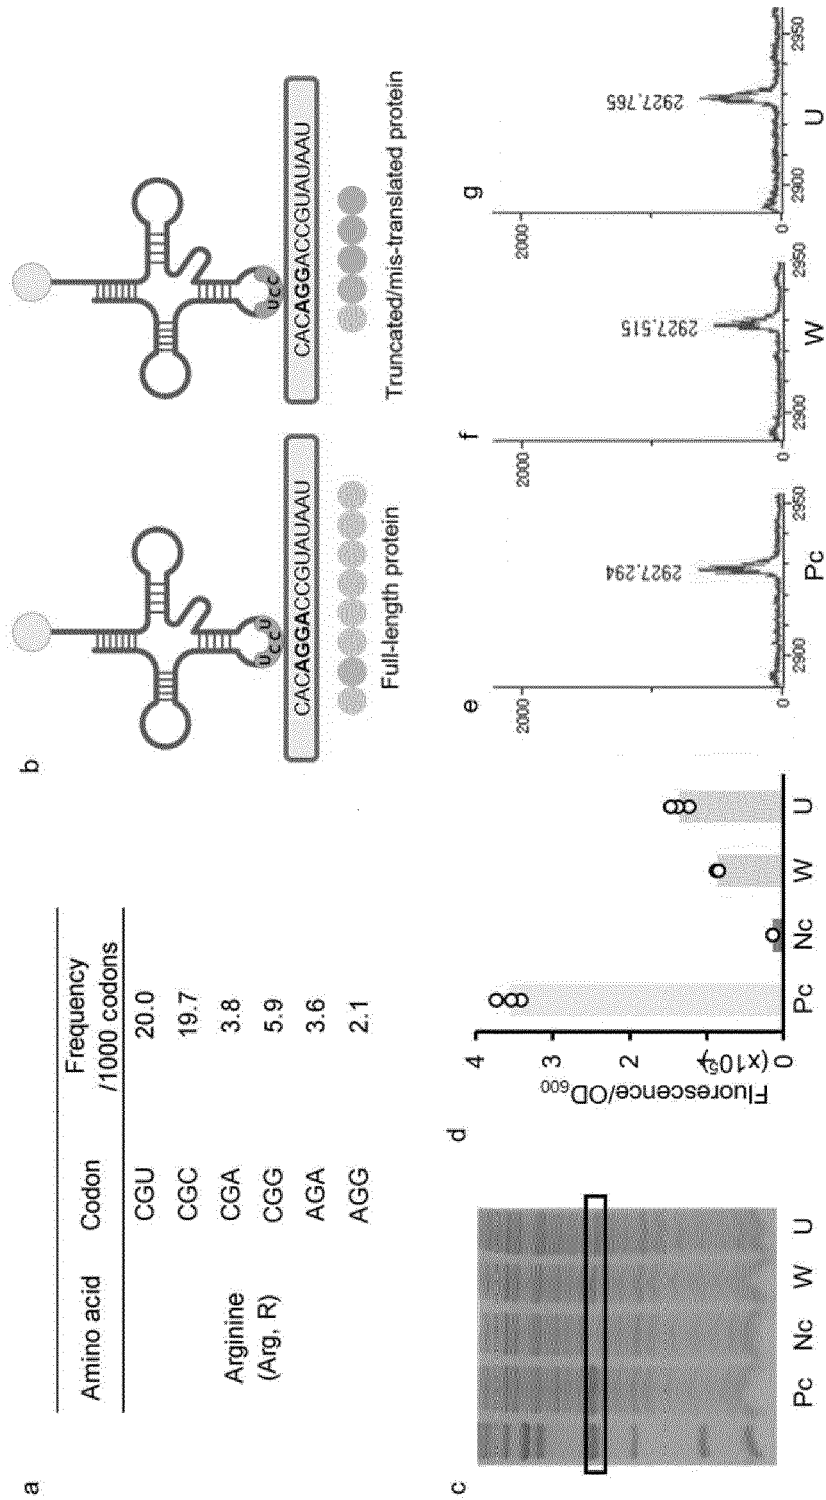 a
Amino acid Codon Frequency /1000 codons
Arginine (Arg, R)
CGU 20.0
CGC 19.7
CGA 3.8
CGG 5.9
AGA 3.6
AGG 2.1
b
UCCU
CACAGGACCGUAUAAU
Full-length protein
UCC
CACAGGACCGUAUAAU
Truncated/mis-translated protein
c
Pc Nc W U
d
Fluorescence/OD600
(x10⁵)
4
3
2
1
0
Pc Nc W U
e
2000
2927.294
0
2900 2950
Pc
f
2000
2927.515
0
2900 2950
W
g
2000
2927.765
0
2900 2950
U